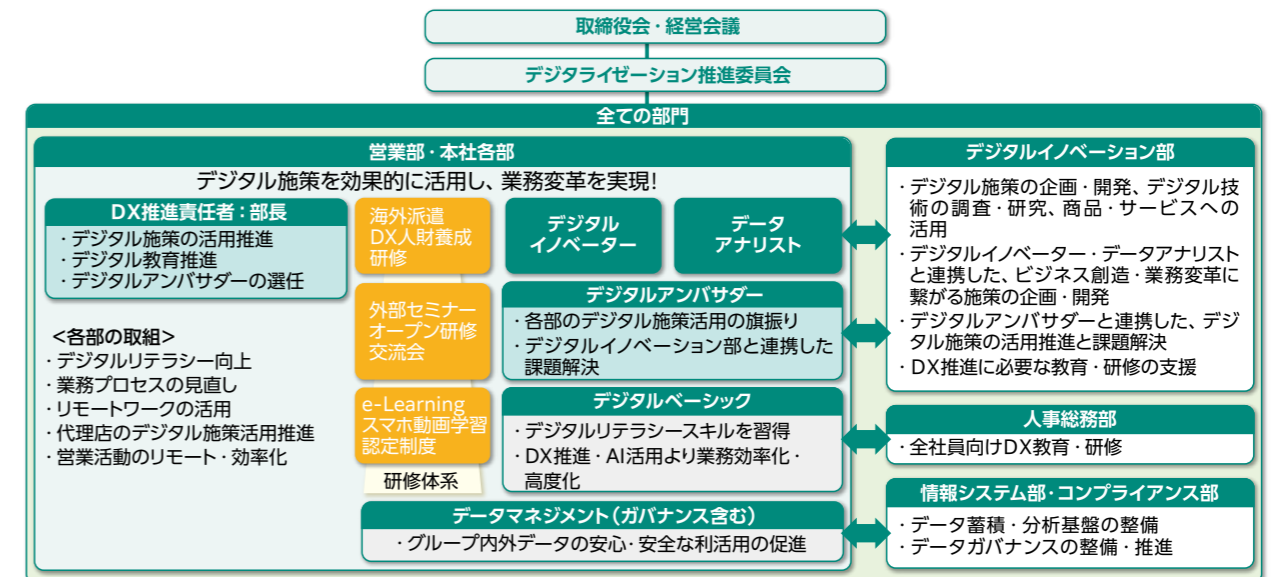 取締役会・経営会議
デジタライゼーション推進委員会
全ての部門
営業部・本社各部
デジタル施策を効果的に活用し、業務変革を実現!
DX推進責任者:部長
・デジタル施策の活用推進
・デジタル教育推進
・デジタルアンバサダーの選任
<各部の取組>
・デジタルリテラシー向上
・業務プロセスの見直し
・リモートワークの活用
・代理店のデジタル施策活用推進
・営業活動のリモート・効率化
海外派遣
DX人財養成
研修
外部セミナー
オープン研修
交流会
e-Learning
スマホ動画学習
認定制度
研修体系
デジタル
イノベーター
データ
アナリスト
デジタルアンバサダー
・各部のデジタル施策活用の旗振り
・デジタルイノベーション部と連携した
課題解決
デジタルベーシック
・デジタルリテラシースキルを習得
・DX推進・AI活用より業務効率化・
高度化
データマネジメント(ガバナンス含む)
・グループ内外データの安心・安全な利活用の促進
デジタルイノベーション部
・デジタル施策の企画・開発、デジタル技
術の調査・研究、商品・サービスへの
活用
・デジタルイノベーター・データアナリスト
と連携した、ビジネス創造・業務変革に
繋がる施策の企画・開発
・デジタルアンバサダーと連携した、デジ
タル施策の活用推進と課題解決
・DX推進に必要な教育・研修の支援
人事総務部
・全社員向けDX教育・研修
情報システム部・コンプライアンス部
・データ蓄積・分析基盤の整備
・データガバナンスの整備・推進